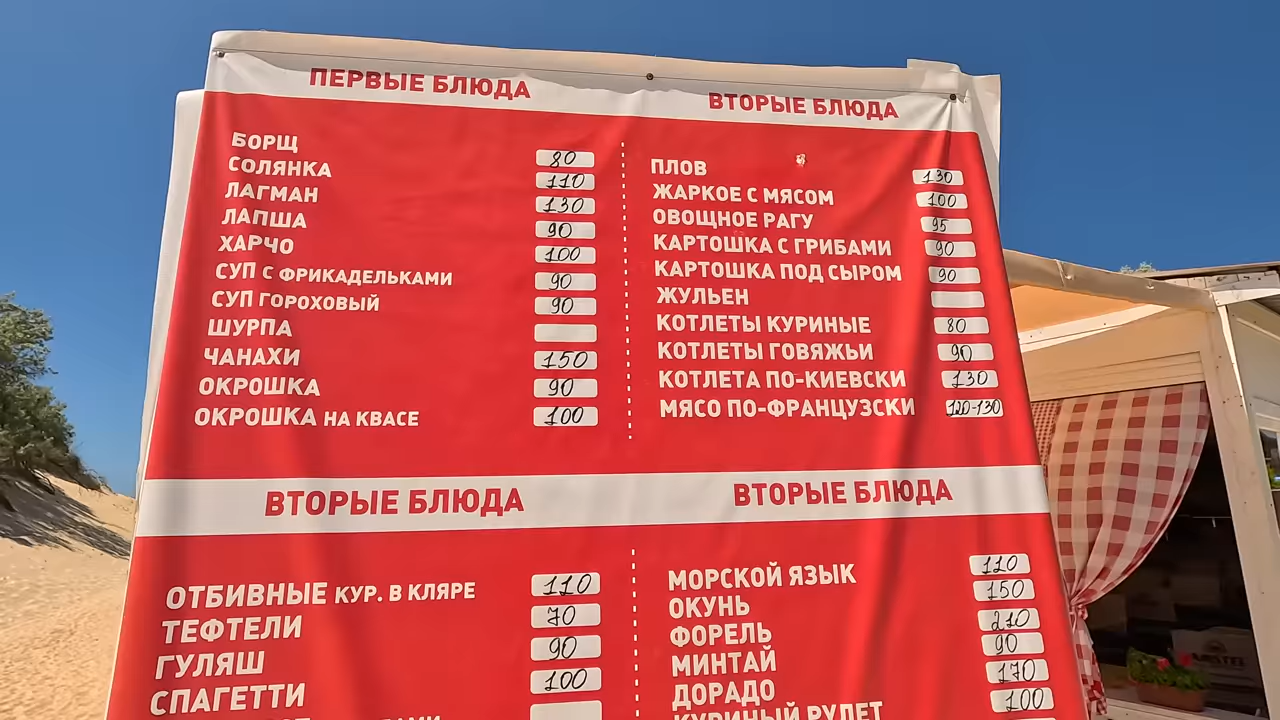 ПЕРВЫЕ БЛЮДА
БОРЩ 80
СОЛЯНКА 110
ЛАГМАН 130
ЛАПША 90
ХАРЧО 100
СУП С ФРИКАДЕЛЬКАМИ 90
СУП ГОРОХОВЫЙ 90
ШУРПА
ЧАНАХИ 150
ОКРОШКА 90
ОКРОШКА НА КВАСЕ 100
ВТОРЫЕ БЛЮДА
ПЛОВ 130
ЖАРКОЕ С МЯСОМ 100
ОВОЩНОЕ РАГУ 95
КАРТОШКА С ГРИБАМИ 90
КАРТОШКА ПОД СЫРОМ 90
ЖУЛЬЕН
КОТЛЕТЫ КУРИНЫЕ 80
КОТЛЕТЫ ГОВЯЖЬИ 90
КОТЛЕТА ПО-КИЕВСКИ 130
МЯСО ПО-ФРАНЦУЗСКИ 120-130
ВТОРЫЕ БЛЮДА
ОТБИВНЫЕ КУР. В КЛЯРЕ 110
ТЕФТЕЛИ 70
ГУЛЯШ 90
СПАГЕТТИ 100
ВТОРЫЕ БЛЮДА
МОРСКОЙ ЯЗЫК 110
ОКУНЬ 150
ФОРЕЛЬ 210
МИНТАЙ 90
ДОРАДО 170
КУРИНЫЙ РУЛЕТ 100